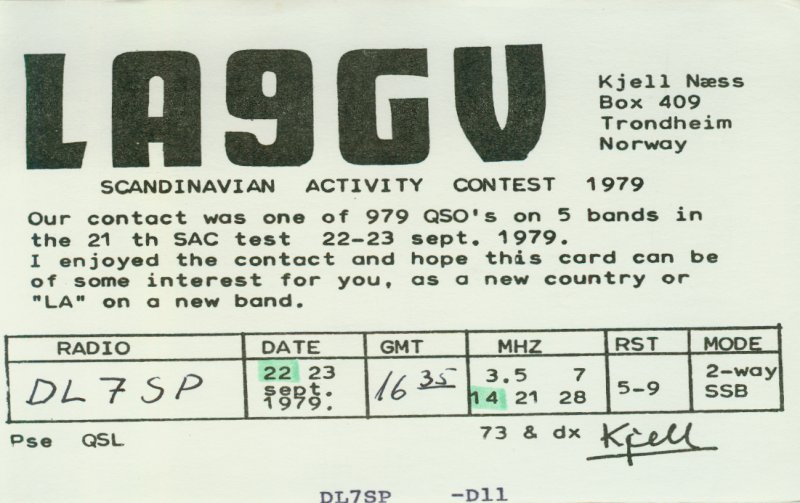 LA9GV
Kjell Næss
Box 409
Trondheim
Norway
SCANDINAVIAN ACTIVITY CONTEST 1979
Our contact was one of 979 QSO's on 5 bands in
the 21 th SAC test 22-23 sept. 1979.
I enjoyed the contact and hope this card can be
of some interest for you, as a new country or
"LA" on a new band.
RADIO DATE GMT MHZ RST MODE
DL7SP 22 23 sept. 1979. 1635 3.5 7 14 21 28 5-9 2-way SSB
Pse QSL
73 & dx Kjell
DL7SP -D11